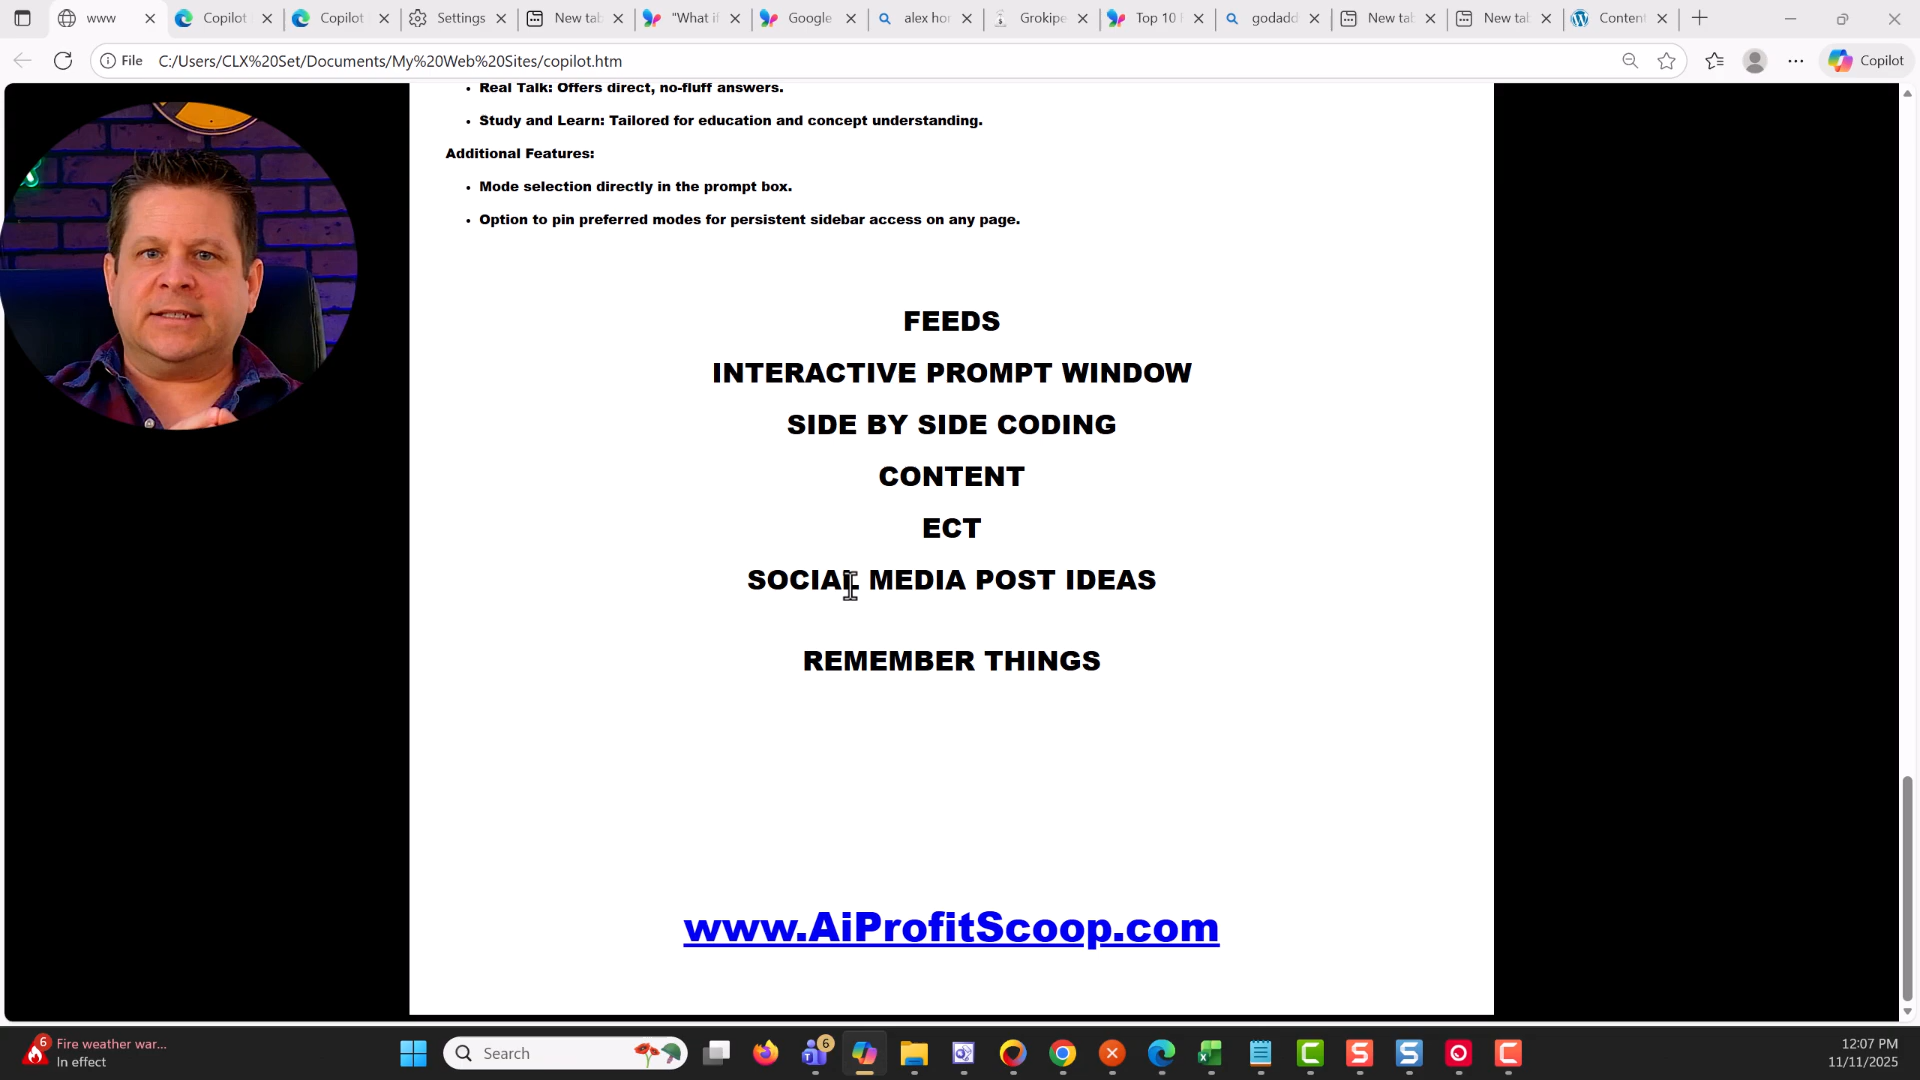 www
Copilot
Copilot
Settings
New tab
"What if
Google
alex hor
Grokipe
Top 10
godadd
New tab
New tab
Content
File
C:/Users/CLX%20Set/Documents/My%20Web%20Sites/copilot.htm
Copilot
• Real Talk: Offers direct, no-fluff answers.
• Study and Learn: Tailored for education and concept understanding.
Additional Features:
• Mode selection directly in the prompt box.
• Option to pin preferred modes for persistent sidebar access on any page.
FEEDS
INTERACTIVE PROMPT WINDOW
SIDE BY SIDE CODING
CONTENT
ECT
SOCIAL MEDIA POST IDEAS
REMEMBER THINGS
www.AiProfitScoop.com
6
Fire weather war...
In effect
Search
6
12:07 PM
11/11/2025